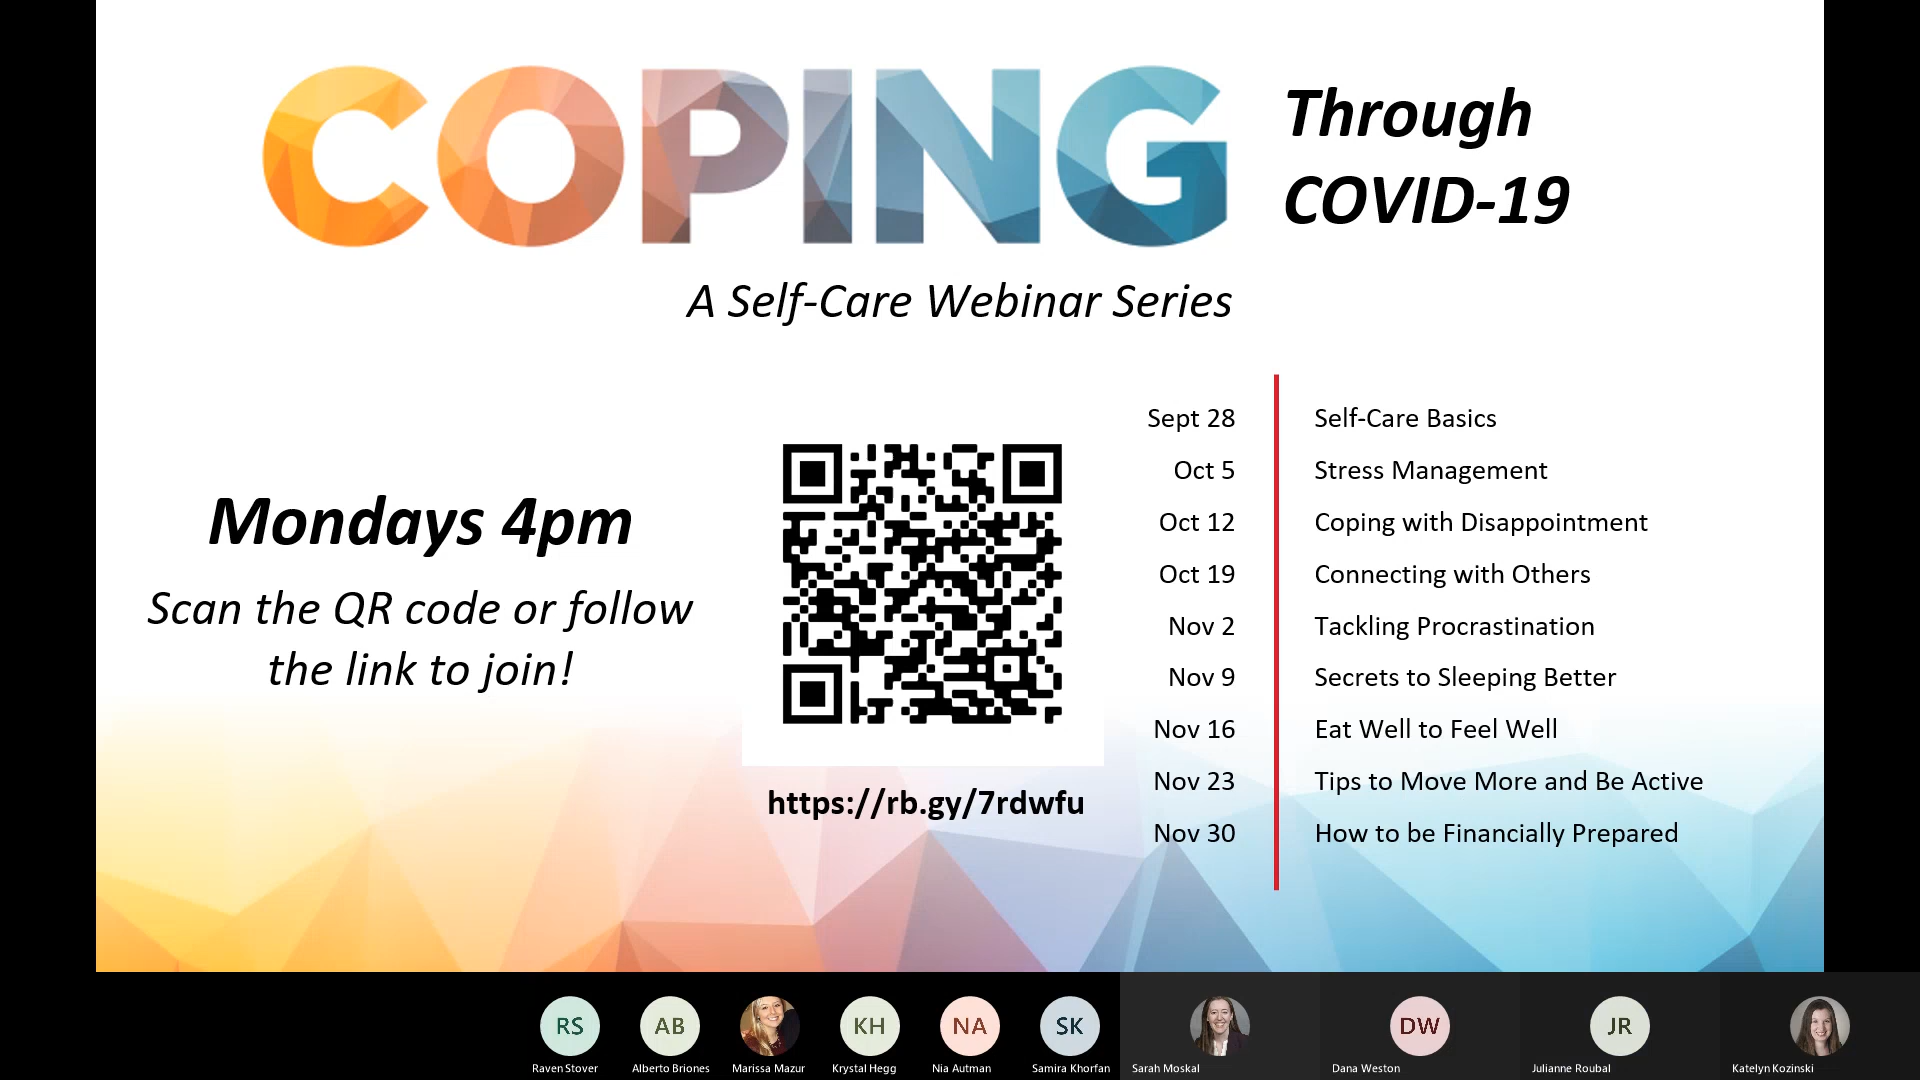 COPING
Through
COVID-19
A Self-Care Webinar Series
Mondays 4pm
Scan the QR code or follow
the link to join!
https://rb.gy/7rdwfu
Sept 28 Self-Care Basics
Oct 5 Stress Management
Oct 12 Coping with Disappointment
Oct 19 Connecting with Others
Nov 2 Tackling Procrastination
Nov 9 Secrets to Sleeping Better
Nov 16 Eat Well to Feel Well
Nov 23 Tips to Move More and Be Active
Nov 30 How to be Financially Prepared
RS AB KH NA SK DW JR
Raven Stover Alberto Briones Marissa Mazur Krystal Hegg Nia Autman Samira Khorfan Sarah Moskal Dana Weston Julianne Roubal Katelyn Kozinski